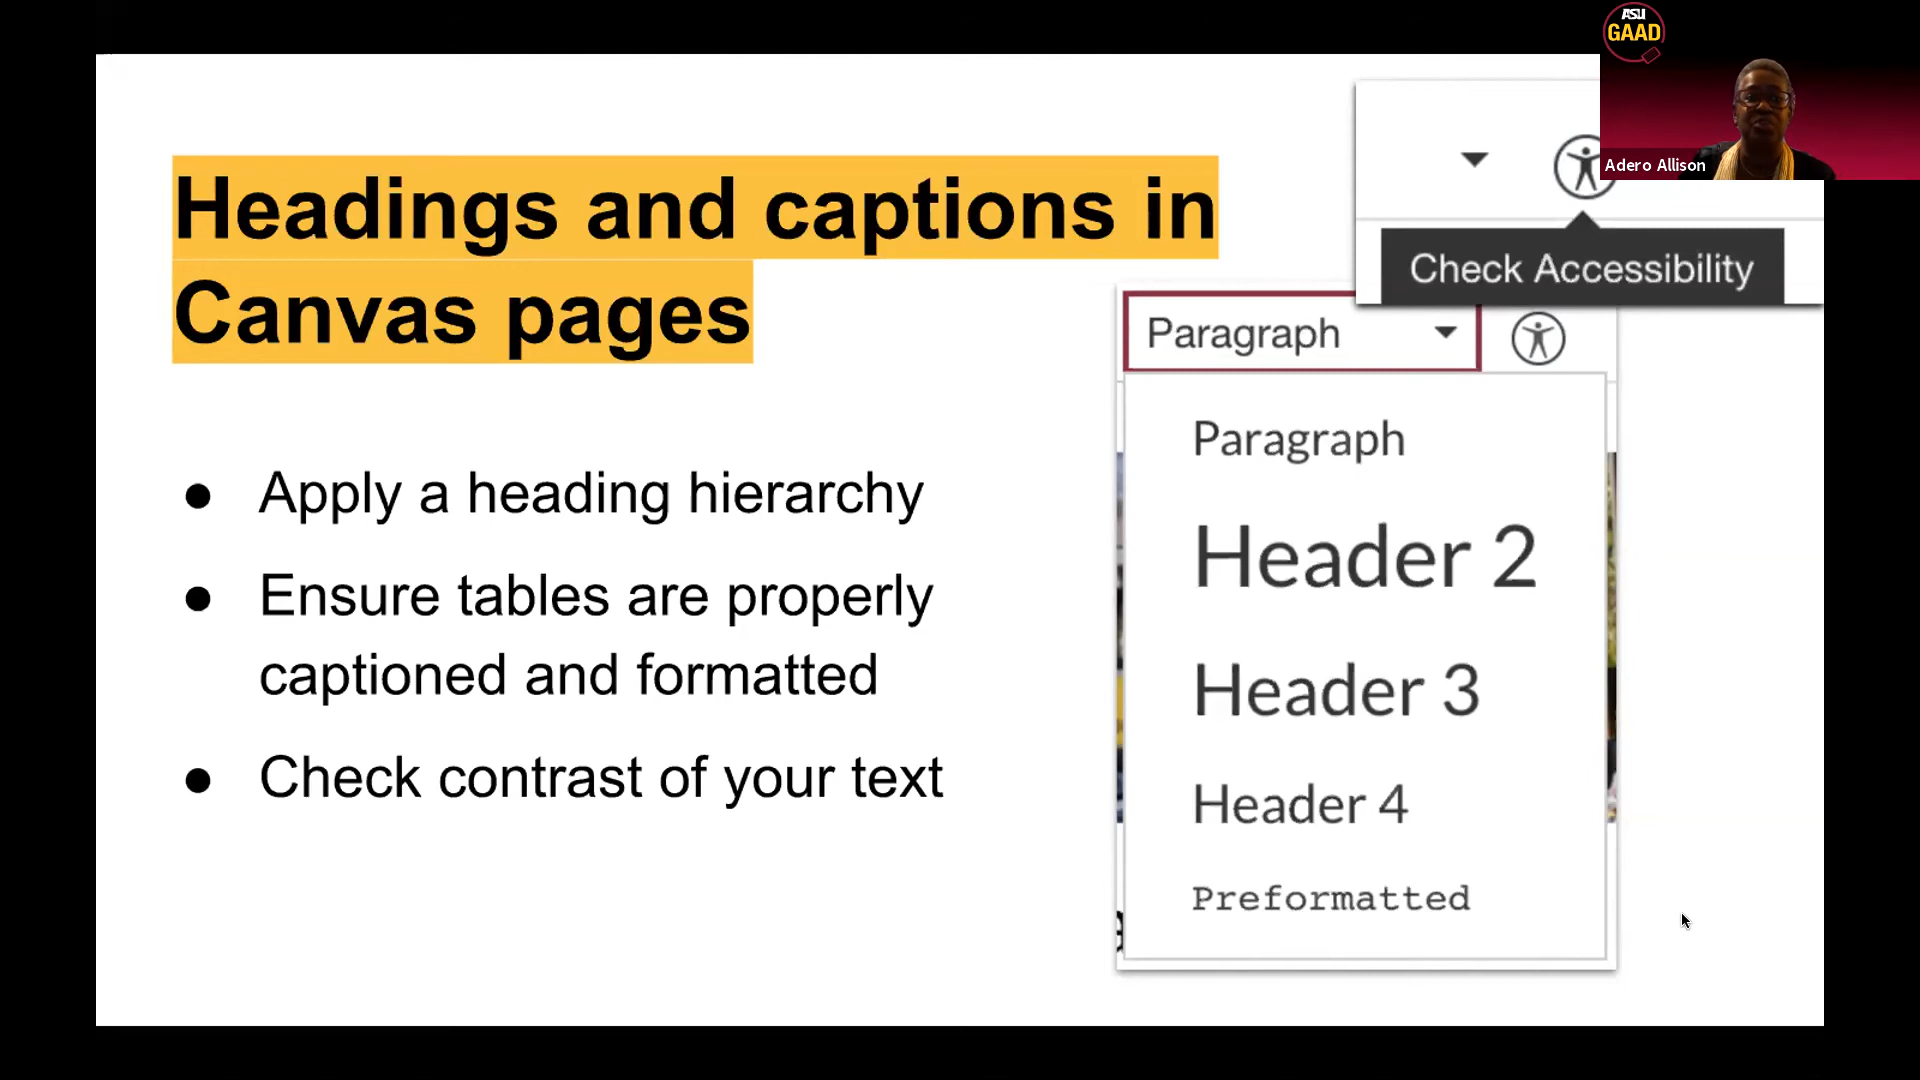 ASU
GAAD
Adero Allison
Headings and captions in
Canvas pages
Check Accessibility
Paragraph
Paragraph
Header 2
Header 3
Header 4
Preformatted
● Apply a heading hierarchy
● Ensure tables are properly
captioned and formatted
● Check contrast of your text